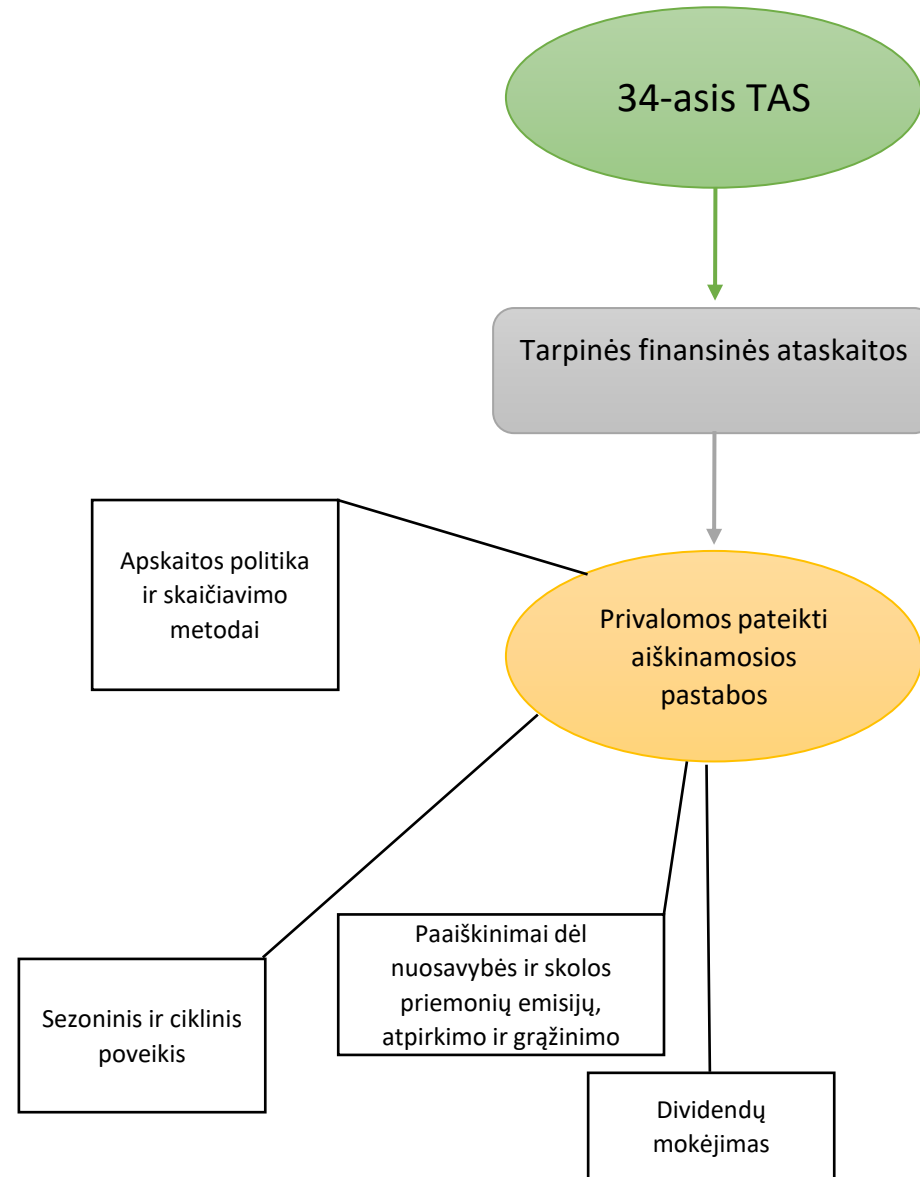 34-asis TAS
Tarpinės finansinės ataskaitos
Apskaitos politika
ir skaičiavimo
metodai
Privalomos pateikti
aiškinamosios
pastabos
Paaiškinimai dėl
nuosavybės ir skolos
priemonių emisijų,
atpirkimo ir grąžinimo
Sezoninis ir ciklinis
poveikis
Dividendų
mokėjimas